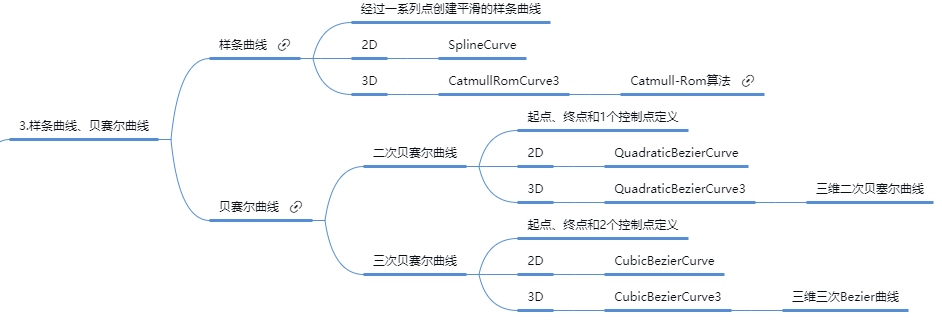 3.样条曲线、贝赛尔曲线
样条曲线
经过一系列点创建平滑的样条曲线
2D
SplineCurve
3D
CatmullRomCurve3
Catmull-Rom算法
贝赛尔曲线
二次贝赛尔曲线
起点、终点和1个控制点定义
2D
QuadraticBezierCurve
3D
QuadraticBezierCurve3
三维二次贝塞尔曲线
三次贝赛尔曲线
起点、终点和2个控制点定义
2D
CubicBezierCurve
3D
CubicBezierCurve3
三维三次Bezier曲线